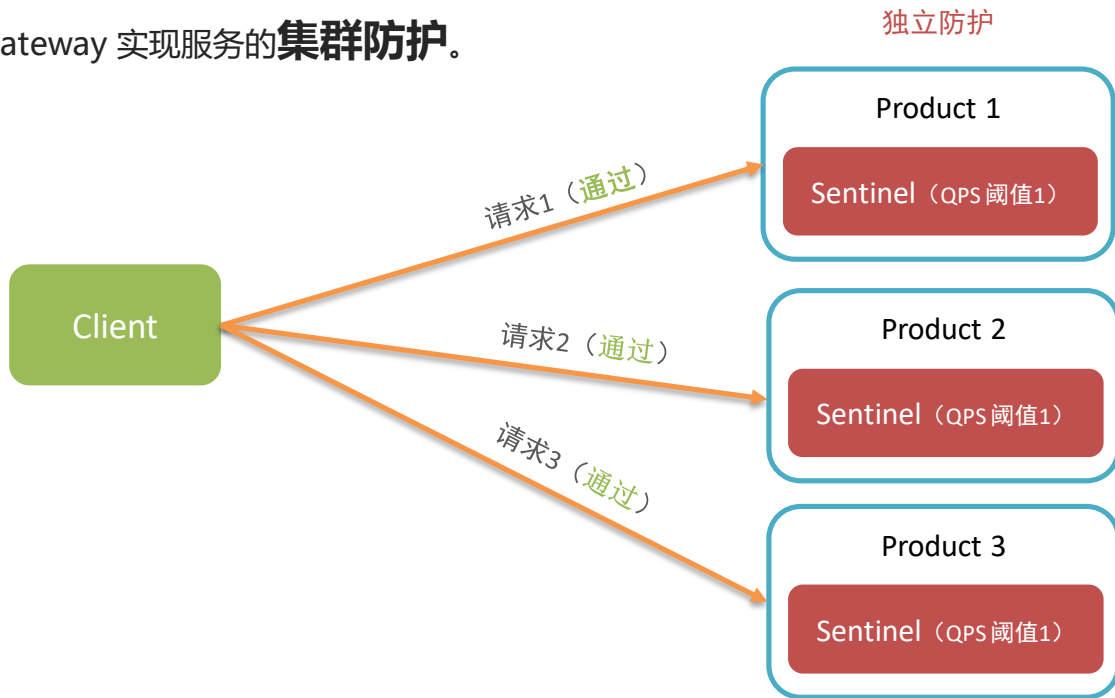 ateway 实现服务的集群防护。
独立防护
Product 1
Sentinel（QPS 阈值1）
请求1（通过）
Client
请求2（通过）
Product 2
Sentinel（QPS 阈值1）
请求3（通过）
Product 3
Sentinel（QPS 阈值1）